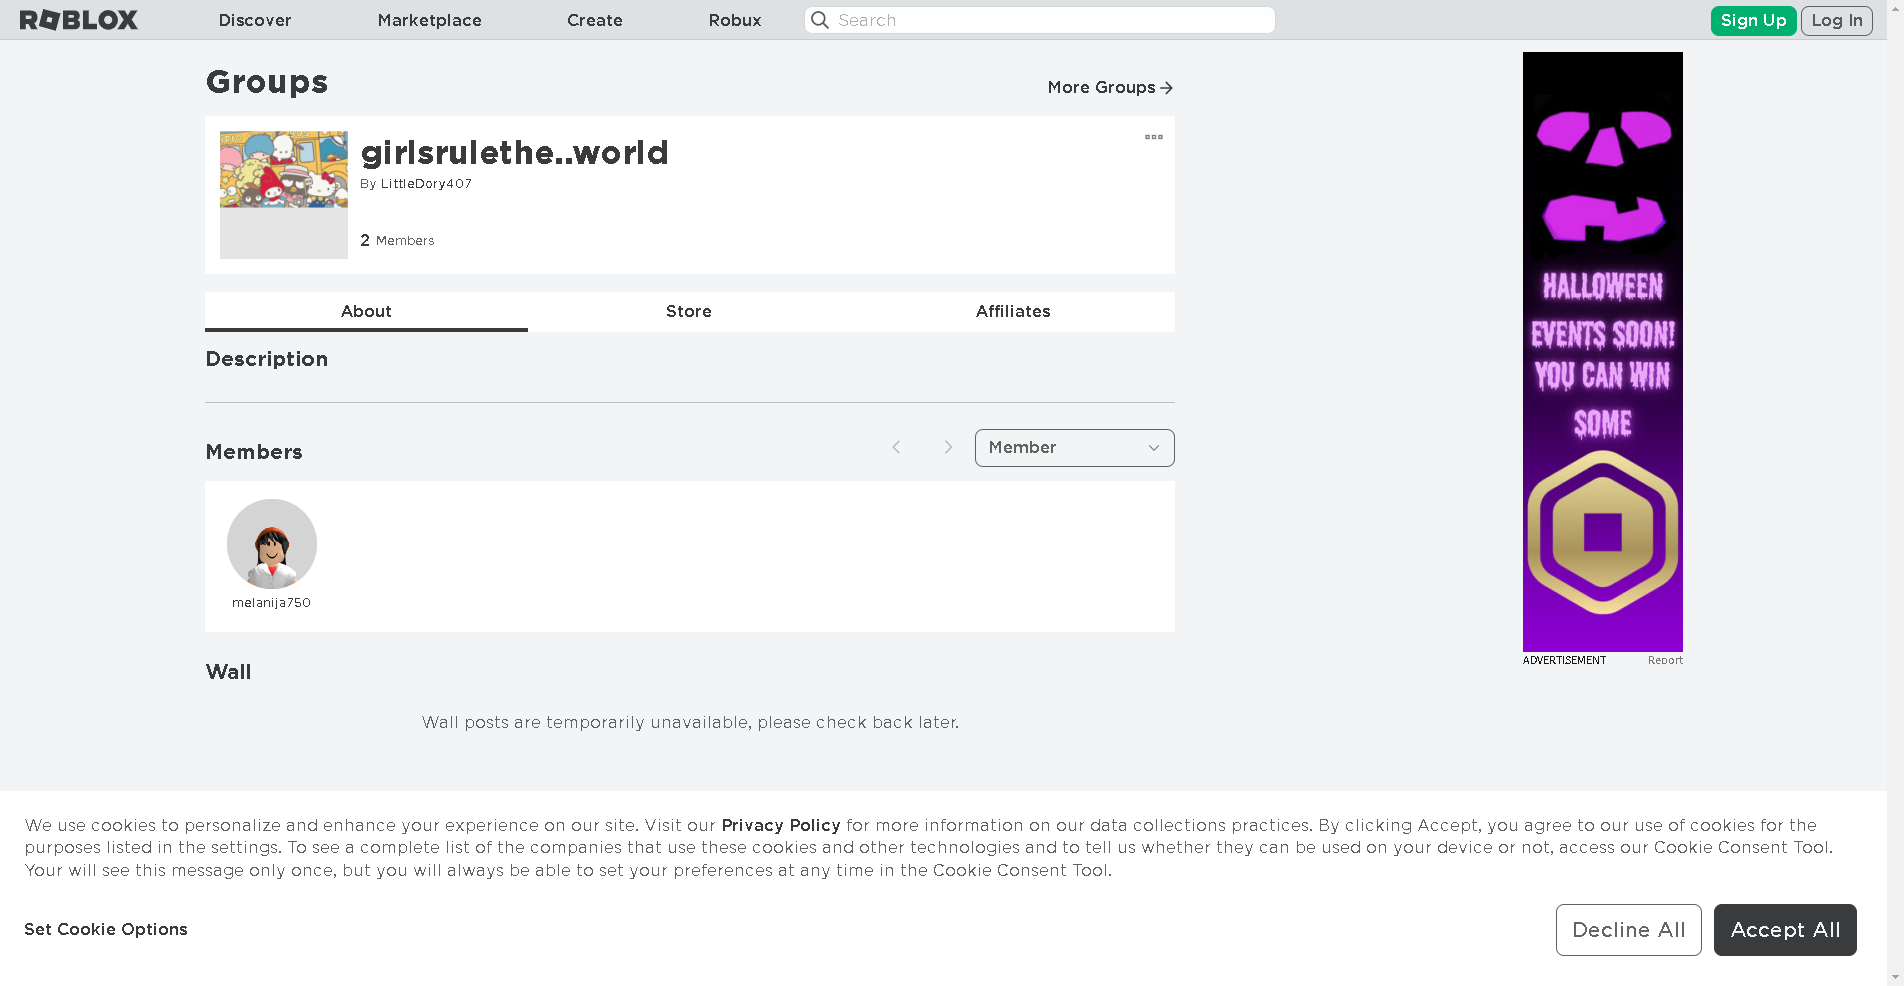 ROBLOX
Discover
Marketplace
Create
Robux
Search
Sign Up
Log In
Groups
More Groups
girlsrulethe..world
By LittleDory407
2 Members
About
Store
Affiliates
Description
Members
Member
melanija750
Wall
Wall posts are temporarily unavailable, please check back later.
HALLOWEEN
EVENTS SOON!
YOU CAN WIN
SOME
ADVERTISEMENT
Report
We use cookies to personalize and enhance your experience on our site. Visit our Privacy Policy for more information on our data collections practices. By clicking Accept, you agree to our use of cookies for the
purposes listed in the settings. To see a complete list of the companies that use these cookies and other technologies and to tell us whether they can be used on your device or not, access our Cookie Consent Tool.
Your will see this message only once, but you will always be able to set your preferences at any time in the Cookie Consent Tool.
Set Cookie Options
Decline All
Accept All